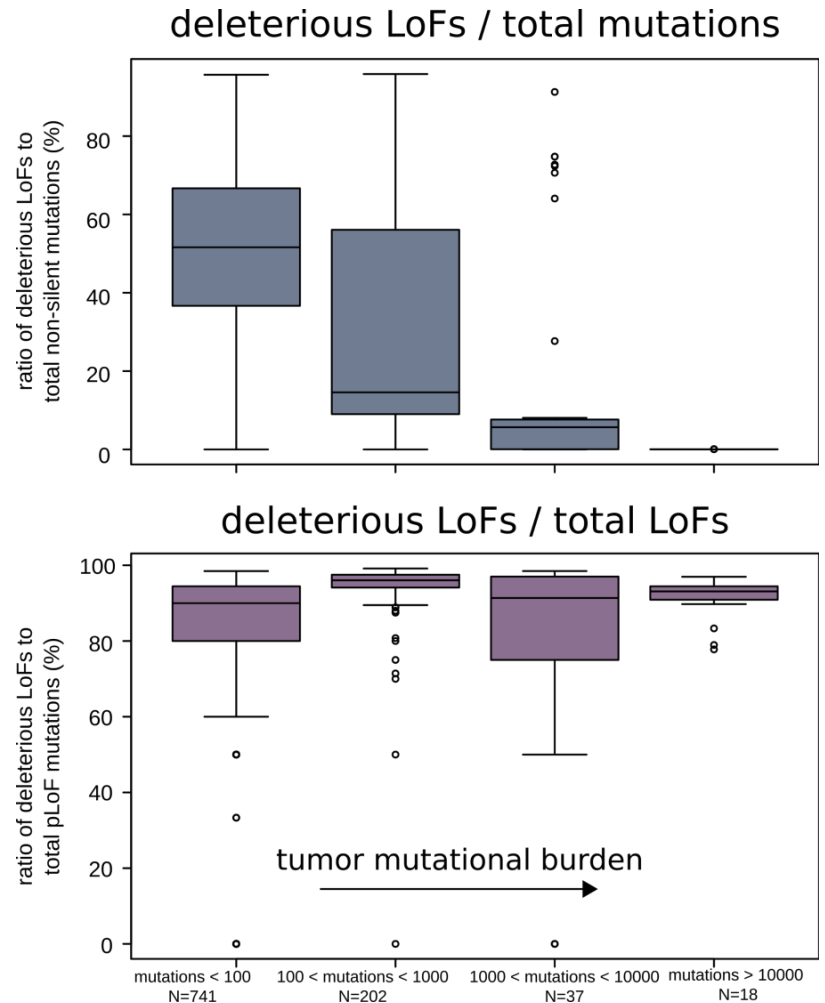 deleterious LoFs / total mutations
ratio of deleterious LoFs to
total non-silent mutations (%)
80
60
40
20
0
deleterious LoFs / total LoFs
ratio of deleterious LoFs to
total pLoF mutations (%)
100
80
60
40
20
0
tumor mutational burden
mutations < 100
N=741
100 < mutations < 1000
N=202
1000 < mutations < 10000
N=37
mutations > 10000
N=18